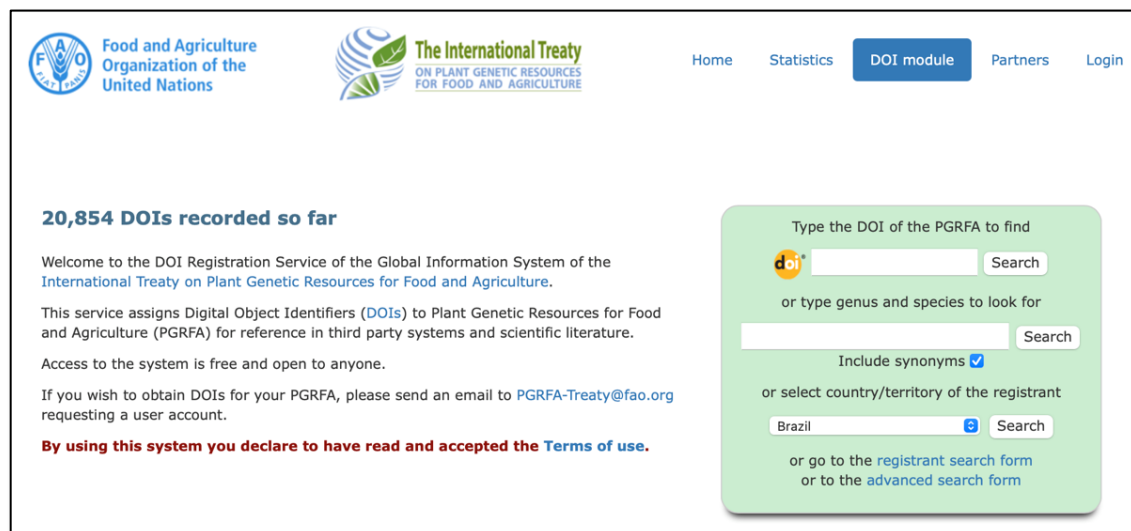 Food and Agriculture
Organization of the
United Nations
F A O
FIAT PANIS
The International Treaty
ON PLANT GENETIC RESOURCES
FOR FOOD AND AGRICULTURE
Home Statistics DOI module Partners Login
20,854 DOIs recorded so far
Welcome to the DOI Registration Service of the Global Information System of the
International Treaty on Plant Genetic Resources for Food and Agriculture.
This service assigns Digital Object Identifiers (DOIs) to Plant Genetic Resources for Food
and Agriculture (PGRFA) for reference in third party systems and scientific literature.
Access to the system is free and open to anyone.
If you wish to obtain DOIs for your PGRFA, please send an email to PGRFA-Treaty@fao.org
requesting a user account.
By using this system you declare to have read and accepted the Terms of use.
Type the DOI of the PGRFA to find
doi Search
or type genus and species to look for
Search
Include synonyms
or select country/territory of the registrant
Brazil Search
or go to the registrant search form
or to the advanced search form